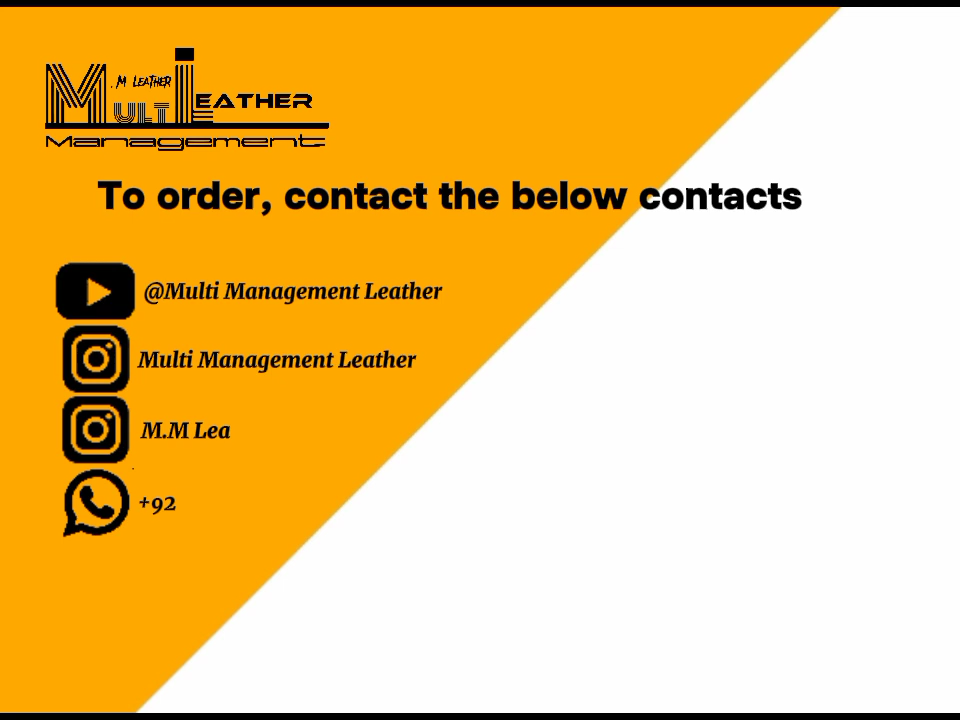 . M LEATHER
MULTI LEATHER
Management
To order, contact the below contacts
@Multi Management Leather
Multi Management Leather
M.M Lea
+92